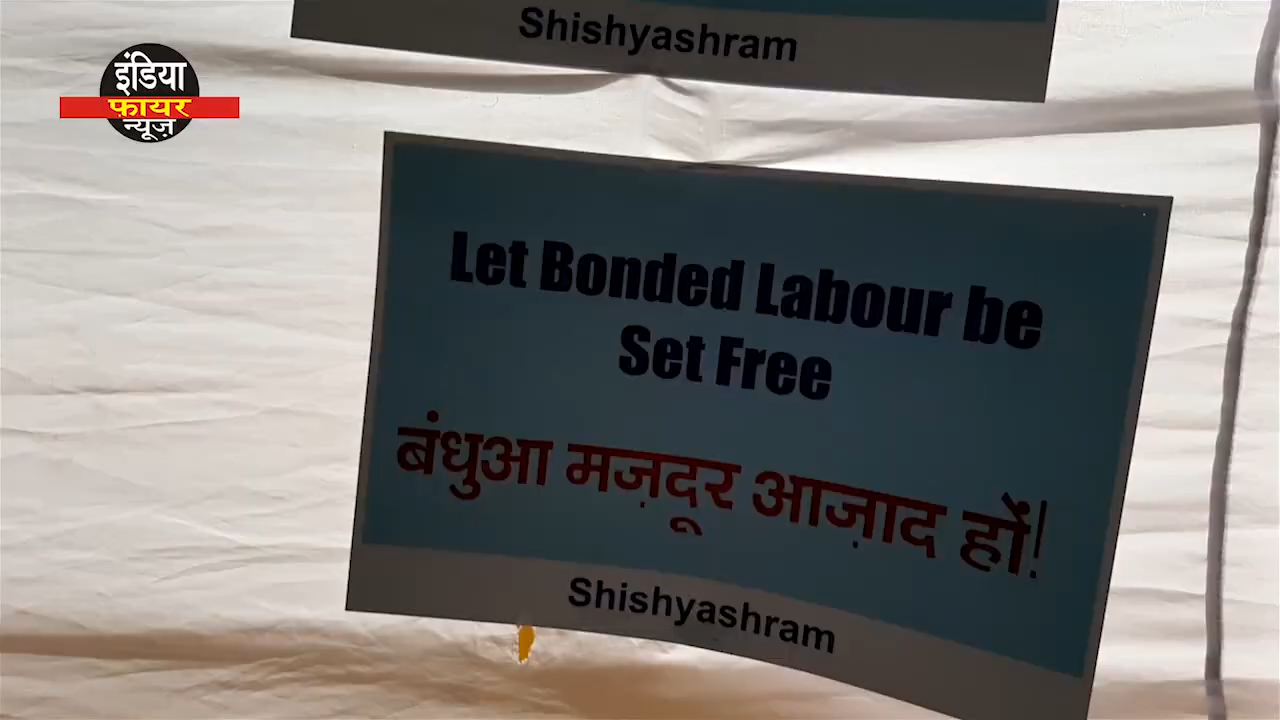 Shishyashram
इंडिया
फ़ायर
न्यूज़
Let Bonded Labour be
Set Free
बंधुआ मज़दूर आज़ाद हों!
Shishyashram